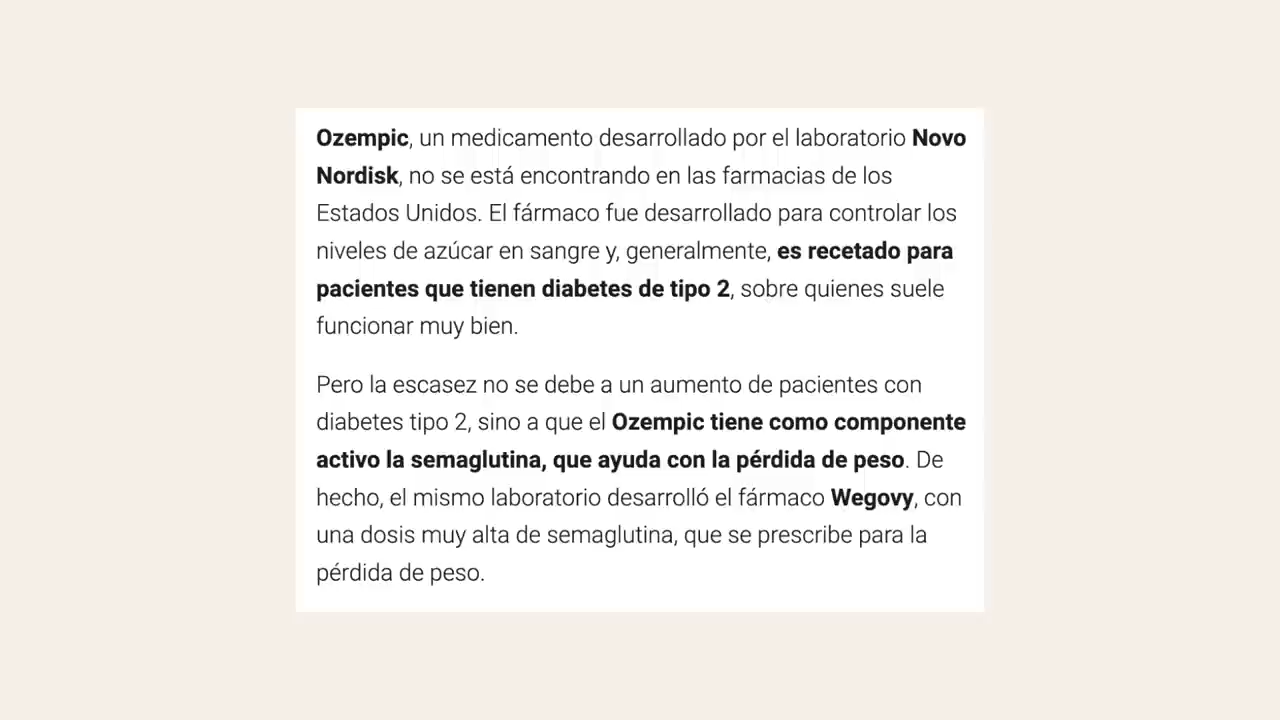 Ozempic, un medicamento desarrollado por el laboratorio Novo
Nordisk, no se está encontrando en las farmacias de los
Estados Unidos. El fármaco fue desarrollado para controlar los
niveles de azúcar en sangre y, generalmente, es recetado para
pacientes que tienen diabetes de tipo 2, sobre quienes suele
funcionar muy bien.
Pero la escasez no se debe a un aumento de pacientes con
diabetes tipo 2, sino a que el Ozempic tiene como componente
activo la semaglutina, que ayuda con la pérdida de peso. De
hecho, el mismo laboratorio desarrolló el fármaco Wegovy, con
una dosis muy alta de semaglutina, que se prescribe para la
pérdida de peso.